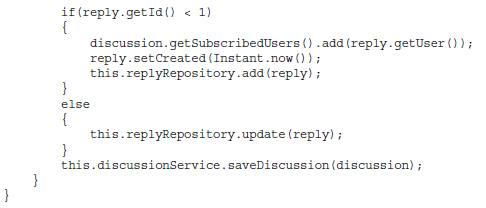 if(reply.getId() < 1)
{
discussion.getSubscribedUsers().add(reply.getUser());
reply.setCreated(Instant.now());
this.replyRepository.add(reply);
}
else
{
this.replyRepository.update(reply);
}
this.discussionService.saveDiscussion(discussion);
}
}